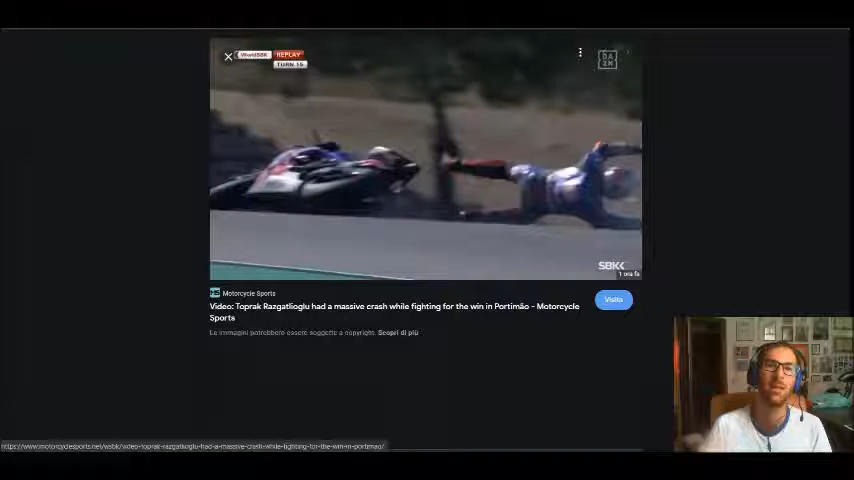 WorldSBK REPLAY
TURN 15
DA
ZN
SBK
1 ora fa
Motorcycle Sports
Video: Toprak Razgatlioglu had a massive crash while fighting for the win in Portimão - Motorcycle
Sports
Visita
Le immagini potrebbero essere soggette a copyright. Scopri di più
https://www.motorcyclesports.net/wsbk/video-toprak-razgatlioglu-had-a-massive-crash-while-fighting-for-the-win-in-portimao/